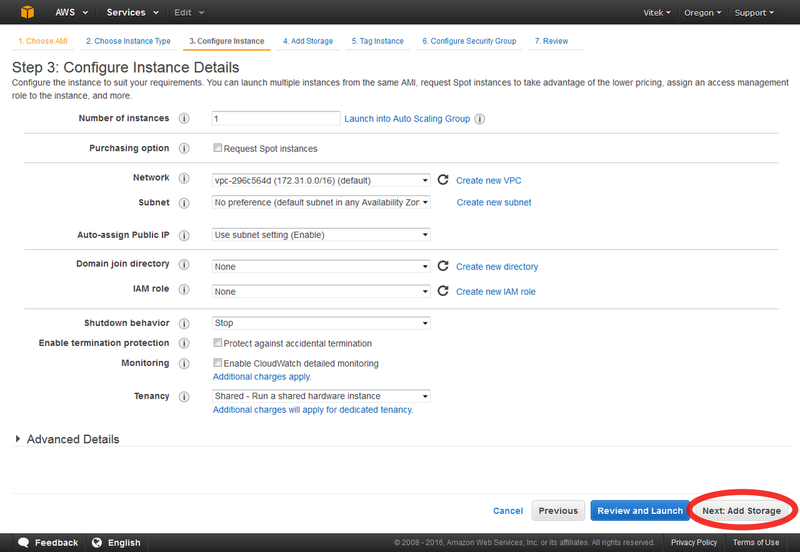 AWS Services Edit Vitek Oregon Support
1. Choose AMI 2. Choose Instance Type 3. Configure Instance 4. Add Storage 5. Tag Instance 6. Configure Security Group 7. Review
Step 3: Configure Instance Details
Configure the instance to suit your requirements. You can launch multiple instances from the same AMI, request Spot instances to take advantage of the lower pricing, assign an access management
role to the instance, and more.
Number of instances 1 Launch into Auto Scaling Group
Purchasing option Request Spot instances
Network vpc-296c564d (172.31.0.0/16) (default) Create new VPC
Subnet No preference (default subnet in any Availability Zon Create new subnet
Auto-assign Public IP Use subnet setting (Enable)
Domain join directory None Create new directory
IAM role None Create new IAM role
Shutdown behavior Stop
Enable termination protection Protect against accidental termination
Monitoring Enable CloudWatch detailed monitoring
Additional charges apply.
Tenancy Shared - Run a shared hardware instance
Additional charges will apply for dedicated tenancy.
Advanced Details
Cancel Previous Review and Launch Next: Add Storage
Feedback English © 2008 - 2016, Amazon Web Services, Inc. or its affiliates. All rights reserved. Privacy Policy Terms of Use